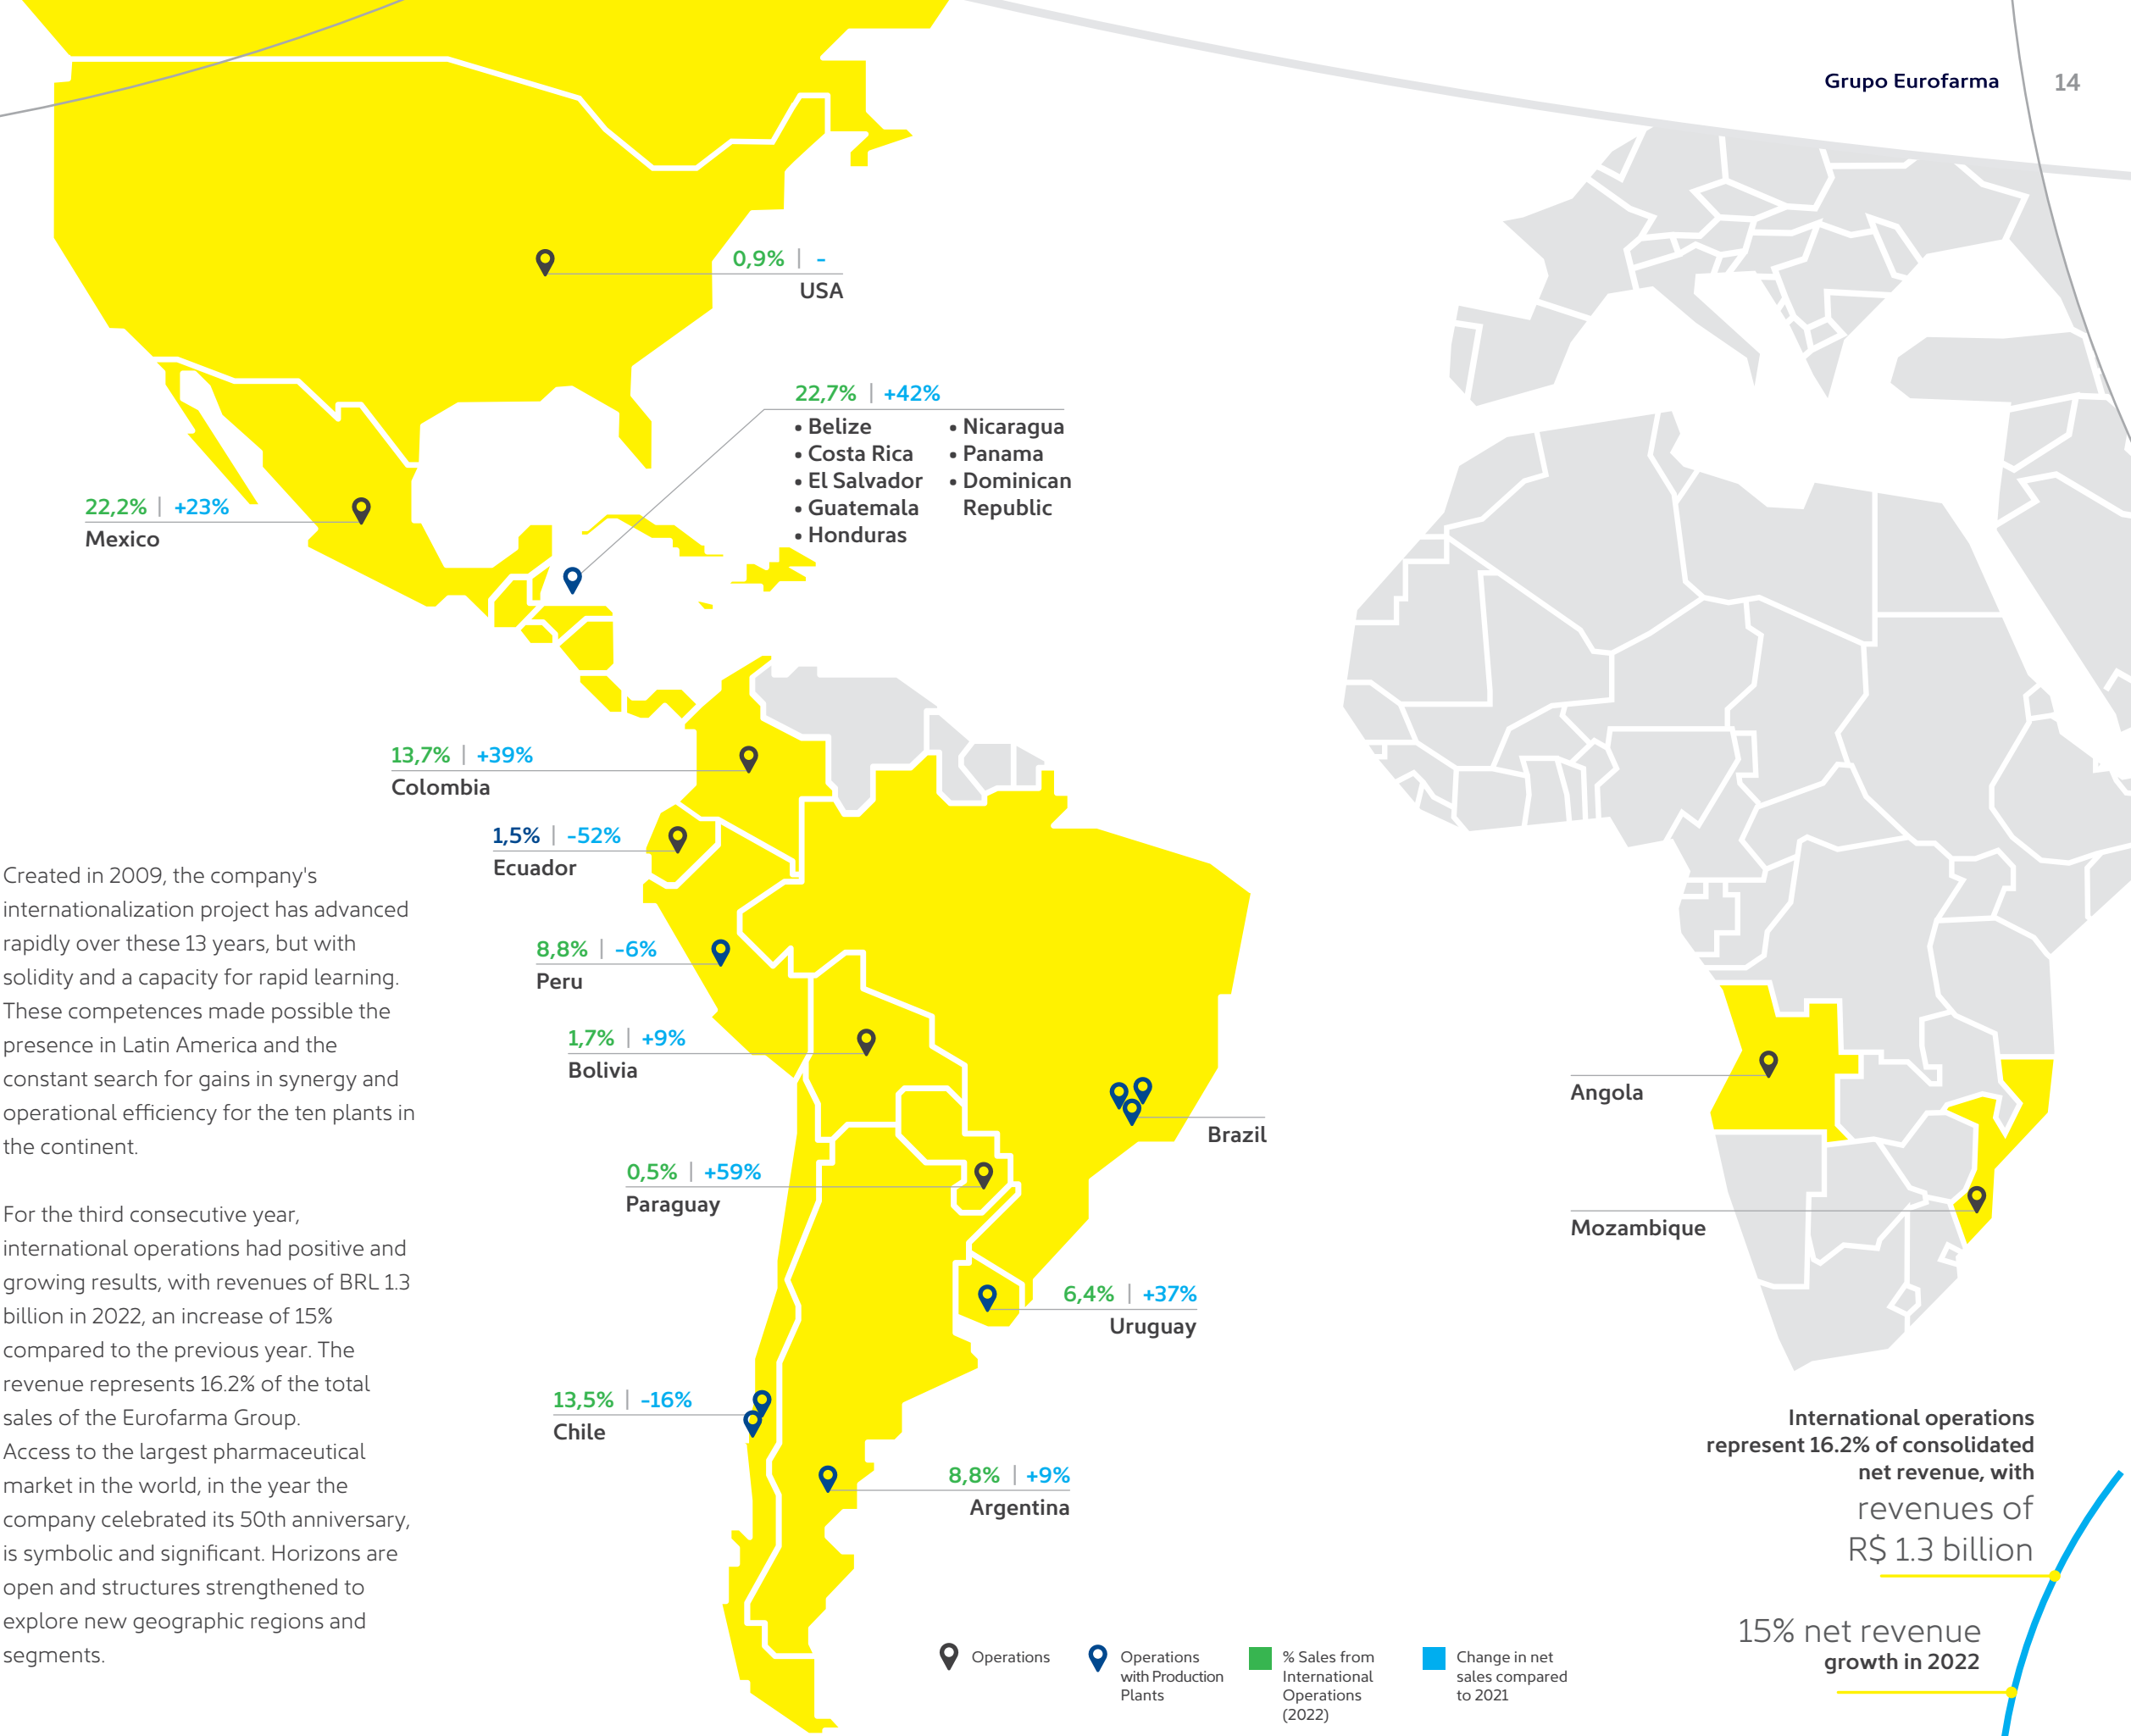 Grupo Eurofarma 14
0,9% | -
USA
22,7% | +42%
• Belize
• Costa Rica
• El Salvador
• Guatemala
• Honduras
• Nicaragua
• Panama
• Dominican
Republic
22,2% | +23%
Mexico
13,7% | +39%
Colombia
1,5% | -52%
Ecuador
8,8% | -6%
Peru
1,7% | +9%
Bolivia
Brazil
0,5% | +59%
Paraguay
6,4% | +37%
Uruguay
13,5% | -16%
Chile
8,8% | +9%
Argentina
Angola
Mozambique
Created in 2009, the company's
internationalization project has advanced
rapidly over these 13 years, but with
solidity and a capacity for rapid learning.
These competences made possible the
presence in Latin America and the
constant search for gains in synergy and
operational efficiency for the ten plants in
the continent.
For the third consecutive year,
international operations had positive and
growing results, with revenues of BRL 1.3
billion in 2022, an increase of 15%
compared to the previous year. The
revenue represents 16.2% of the total
sales of the Eurofarma Group.
Access to the largest pharmaceutical
market in the world, in the year the
company celebrated its 50th anniversary,
is symbolic and significant. Horizons are
open and structures strengthened to
explore new geographic regions and
segments.
International operations
represent 16.2% of consolidated
net revenue, with
revenues of
R$ 1.3 billion
15% net revenue
growth in 2022
Operations
Operations
with Production
Plants
% Sales from
International
Operations
(2022)
Change in net
sales compared
to 2021